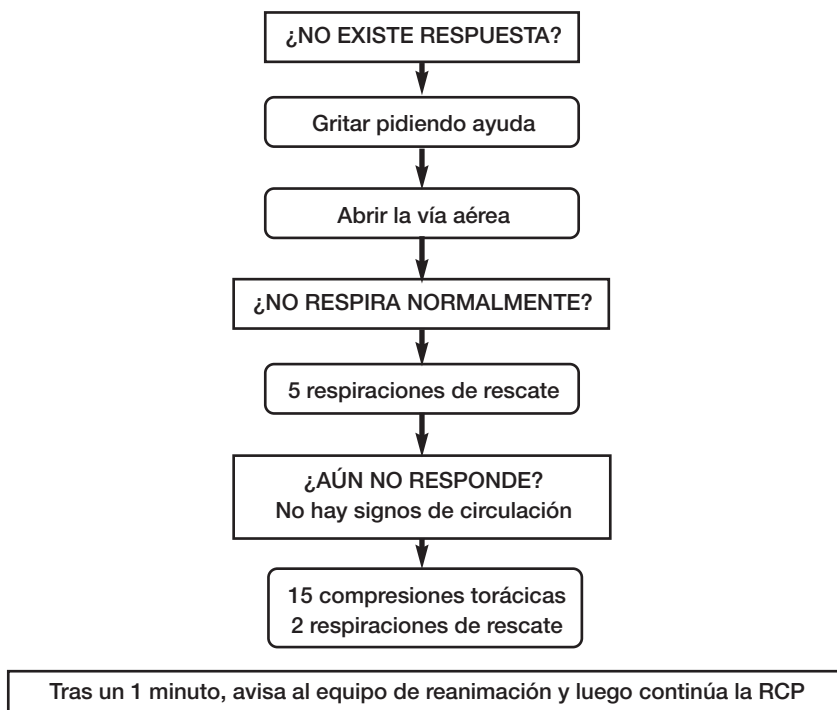 ¿NO EXISTE RESPUESTA?
Gritar pidiendo ayuda
Abrir la vía aérea
¿NO RESPIRA NORMALMENTE?
5 respiraciones de rescate
¿AÚN NO RESPONDE?
No hay signos de circulación
15 compresiones torácicas
2 respiraciones de rescate
Tras un 1 minuto, avisa al equipo de reanimación y luego continúa la RCP